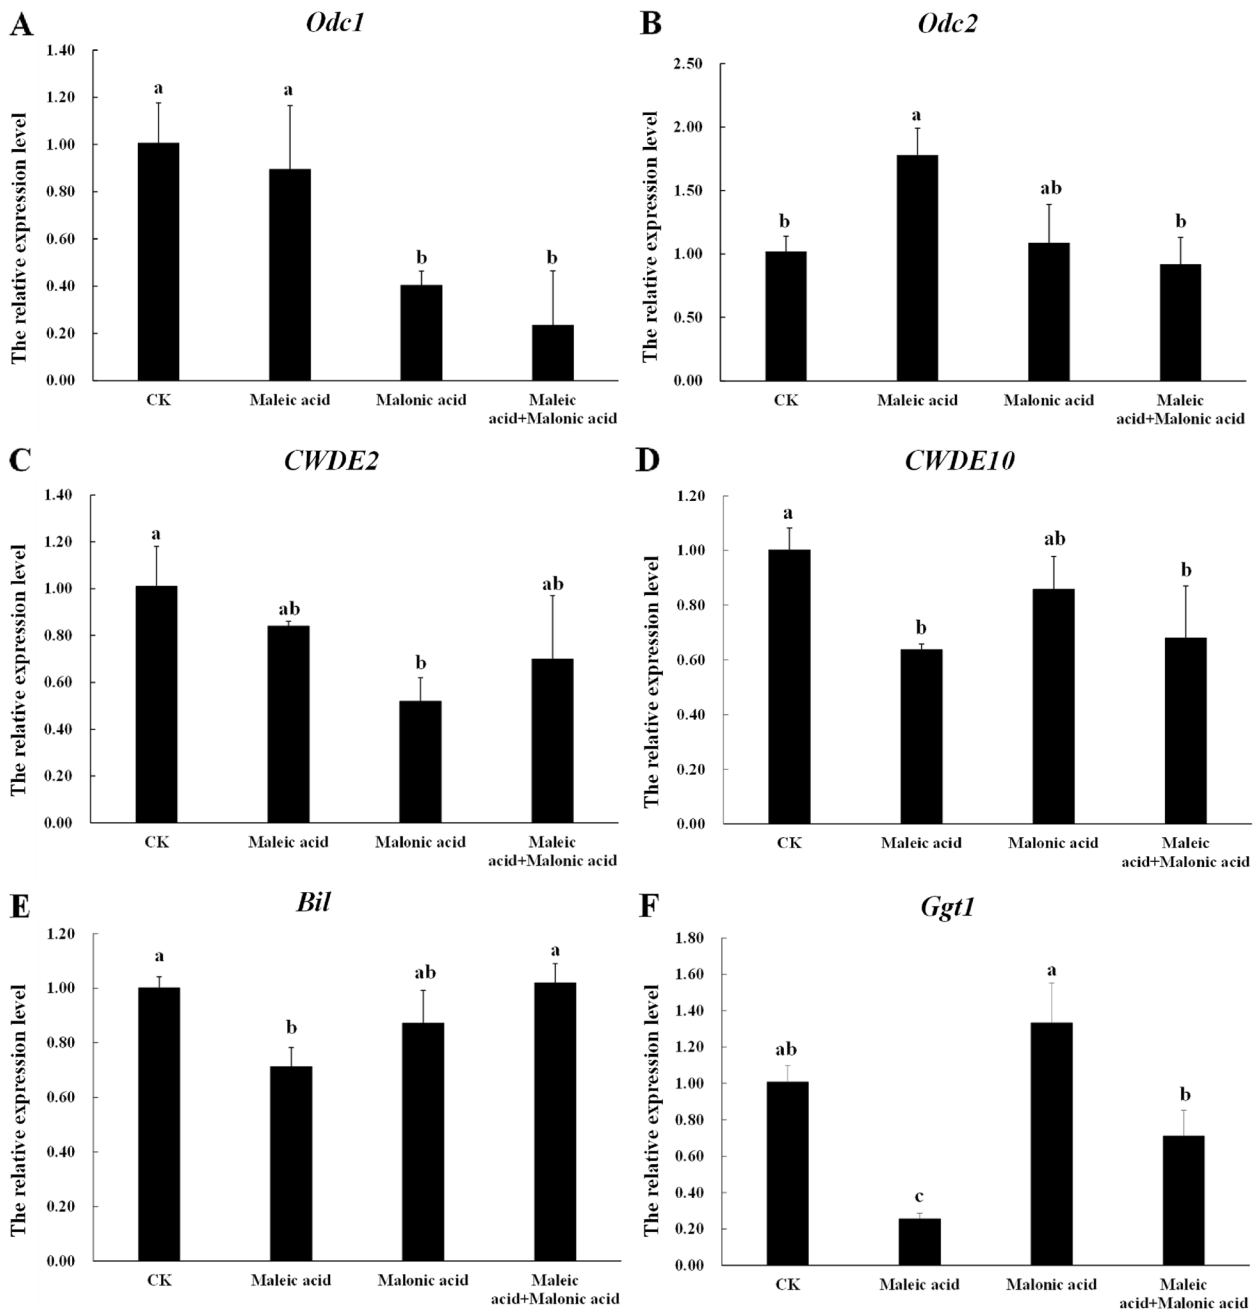 A
Odc1
The relative expression level
1.40
1.20
1.00
0.80
0.60
0.40
0.20
0.00
a
a
b
b
CK
Maleic acid
Malonic acid
Maleic
acid+Malonic acid
B
Odc2
The relative expression level
2.50
2.00
1.50
1.00
0.50
0.00
b
a
ab
b
CK
Maleic acid
Malonic acid
Maleic
acid+Malonic acid
C
CWDE2
The relative expression level
1.40
1.20
1.00
0.80
0.60
0.40
0.20
0.00
a
ab
b
ab
CK
Maleic acid
Malonic acid
Maleic
acid+Malonic acid
D
CWDE10
The relative expression level
1.20
1.00
0.80
0.60
0.40
0.20
0.00
a
b
ab
b
CK
Maleic acid
Malonic acid
Maleic
acid+Malonic acid
E
Bil
The relative expression level
1.20
1.00
0.80
0.60
0.40
0.20
0.00
a
b
ab
a
CK
Maleic acid
Malonic acid
Maleic
acid+Malonic acid
F
Ggt1
The relative expression level
1.80
1.60
1.40
1.20
1.00
0.80
0.60
0.40
0.20
0.00
ab
c
a
b
CK
Maleic acid
Malonic acid
Maleic
acid+Malonic acid